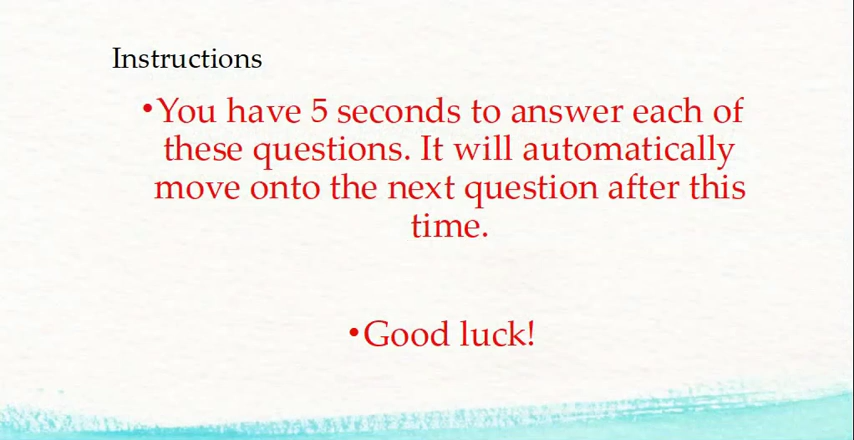 Instructions
•You have 5 seconds to answer each of
these questions. It will automatically
move onto the next question after this
time.
•Good luck!